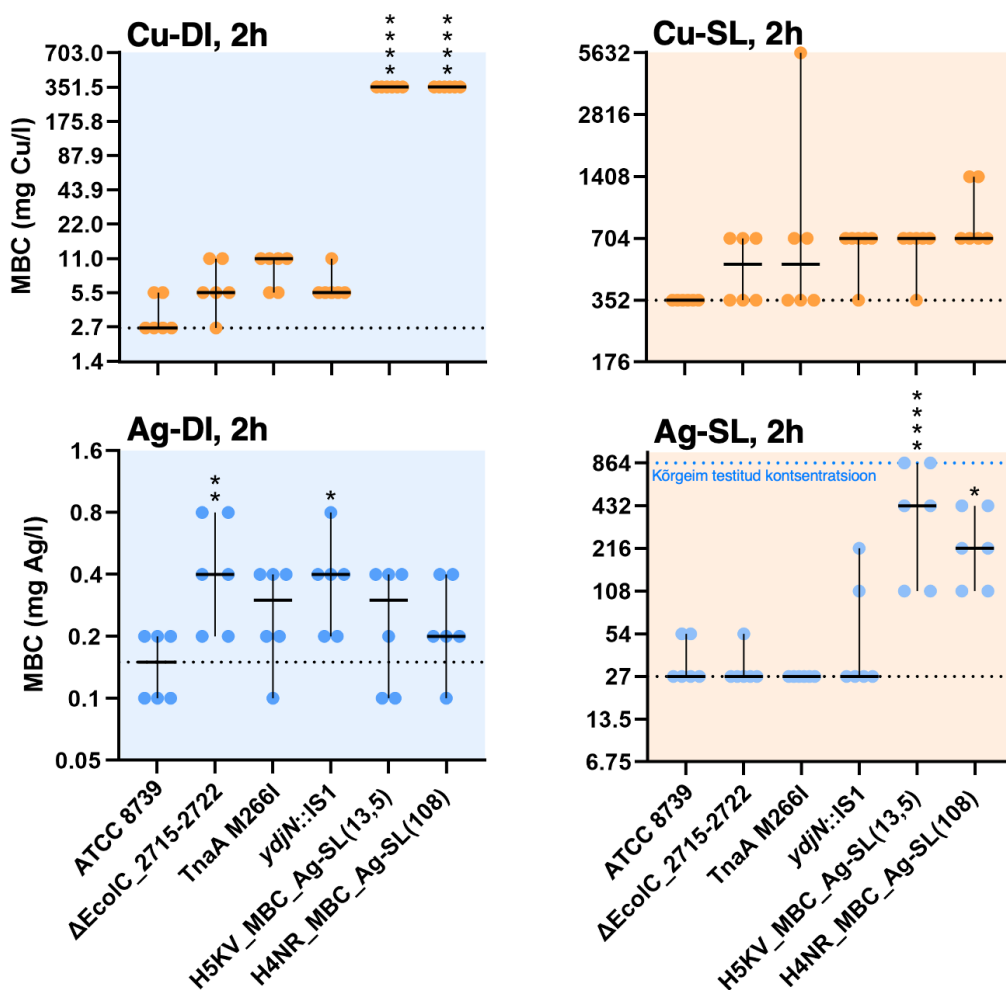 Cu-DI, 2h
****
****
MBC (mg Cu/l)
703.0
351.5
175.8
87.9
43.9
22.0
11.0
5.5
2.7
1.4
Cu-SL, 2h
5632
2816
1408
704
352
176
Ag-DI, 2h
**
*
MBC (mg Ag/l)
1.6
0.8
0.4
0.2
0.1
0.05
ATCC 8739
ΔEcolC_2715-2722
TnaA M266I
ydjN::IS1
H5KV_MBC_Ag-SL(13,5)
H4NR_MBC_Ag-SL(108)
Ag-SL, 2h
****
*
Kõrgeim testitud kontsentratsioon
864
432
216
108
54
27
13.5
6.75
ATCC 8739
ΔEcolC_2715-2722
TnaA M266I
ydjN::IS1
H5KV_MBC_Ag-SL(13,5)
H4NR_MBC_Ag-SL(108)